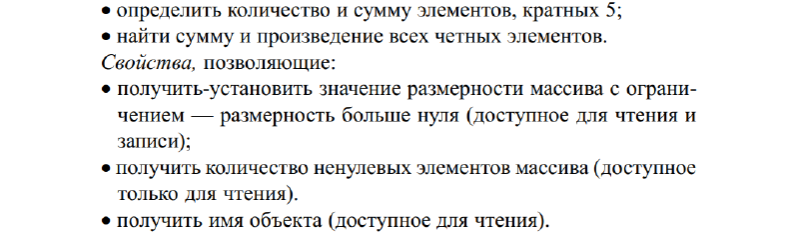 • определить количество и сумму элементов, кратных 5;
• найти сумму и произведение всех четных элементов.
Свойства, позволяющие:
• получить-установить значение размерности массива с ограни-
чением — размерность больше нуля (доступное для чтения и
записи);
• получить количество ненулевых элементов массива (доступное
только для чтения).
• получить имя объекта (доступное для чтения).